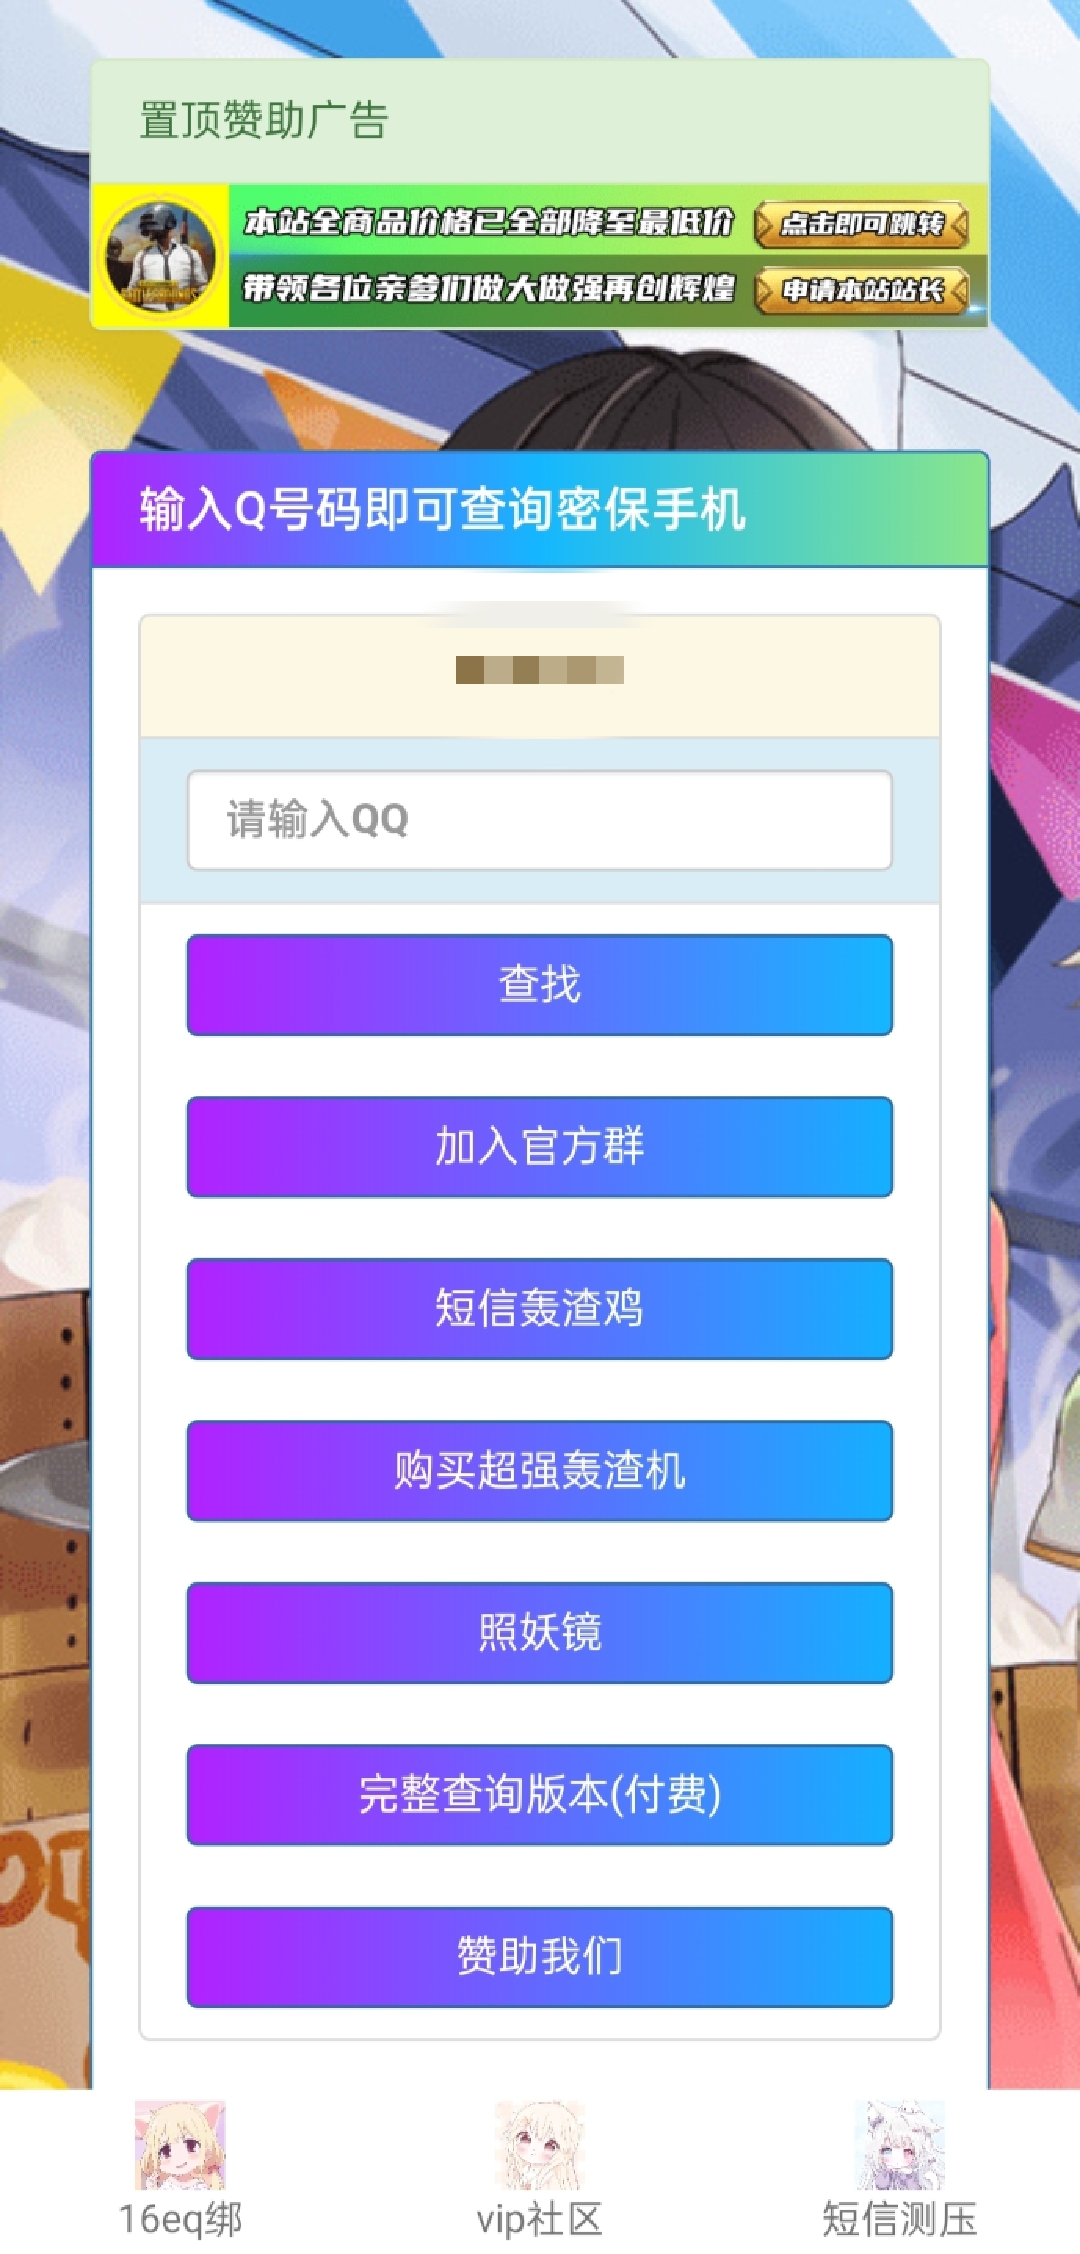 置顶赞助广告
本站全商品价格已全部降至最低价 点击即可跳转
带领各位亲爹们做大做强再创辉煌 申请本站站长
输入Q号码即可查询密保手机
请输入QQ
查找
加入官方群
短信轰渣鸡
购买超强轰渣机
照妖镜
完整查询版本(付费)
赞助我们
16eq绑 vip社区 短信测压